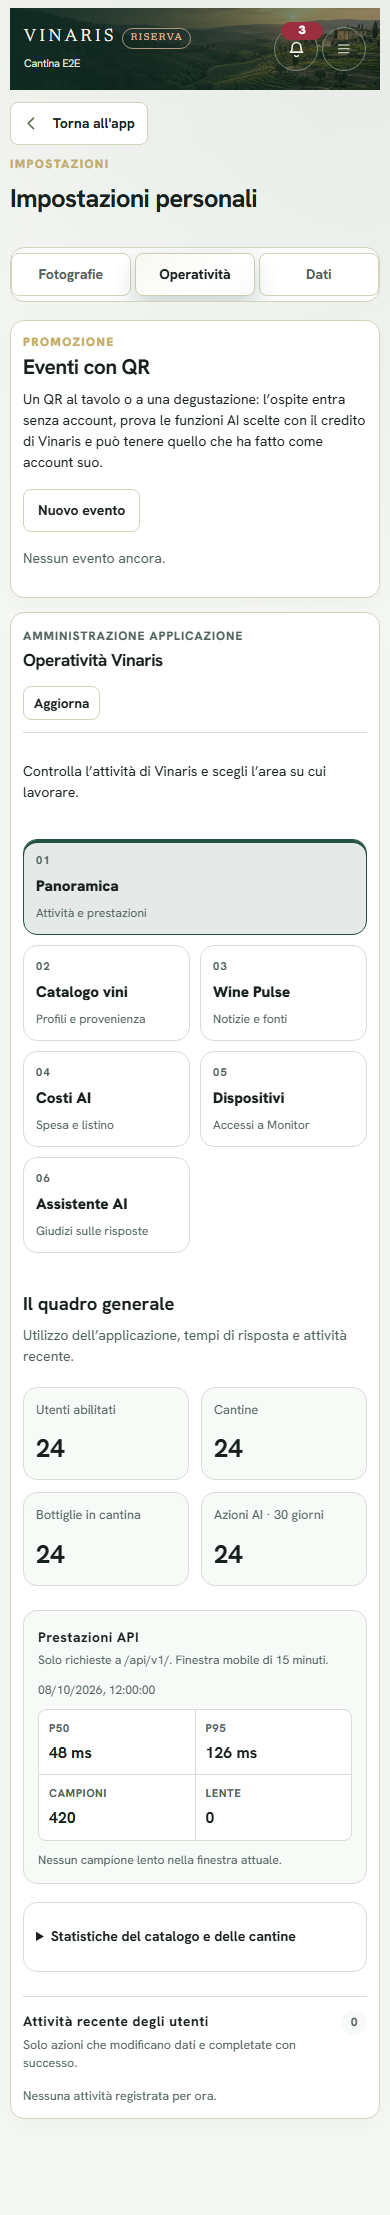 VINARIS RISERVA
3
Cantina E2E
Torna all'app
IMPOSTAZIONI
Impostazioni personali
Fotografie
Operatività
Dati
PROMOZIONE
Eventi con QR
Un QR al tavolo o a una degustazione: l’ospite entra
senza account, prova le funzioni AI scelte con il credito
di Vinaris e può tenere quello che ha fatto come
account suo.
Nuovo evento
Nessun evento ancora.
AMMINISTRAZIONE APPLICAZIONE
Operatività Vinaris
Aggiorna
Controlla l’attività di Vinaris e scegli l’area su cui
lavorare.
01
Panoramica
Attività e prestazioni
02
Catalogo vini
Profili e provenienza
03
Wine Pulse
Notizie e fonti
04
Costi AI
Spesa e listino
05
Dispositivi
Accessi a Monitor
06
Assistente AI
Giudizi sulle risposte
Il quadro generale
Utilizzo dell’applicazione, tempi di risposta e attività
recente.
Utenti abilitati
24
Cantine
24
Bottiglie in cantina
24
Azioni AI · 30 giorni
24
Prestazioni API
Solo richieste a /api/v1/. Finestra mobile di 15 minuti.
08/10/2026, 12:00:00
P50
48 ms
P95
126 ms
CAMPIONI
420
LENTE
0
Nessun campione lento nella finestra attuale.
Statistiche del catalogo e delle cantine
Attività recente degli utenti
0
Solo azioni che modificano dati e completate con
successo.
Nessuna attività registrata per ora.